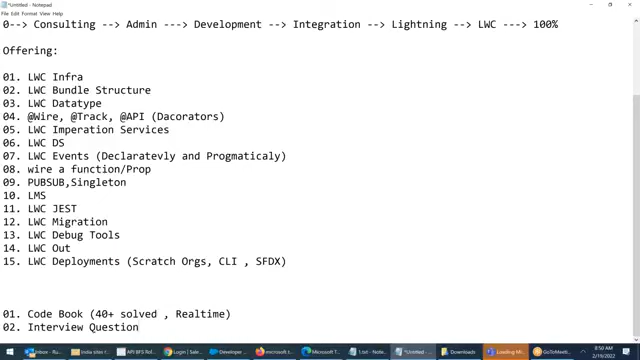 *Untitled - Notepad
File Edit Format View Help
0--> Consulting --> Admin ---> Development --> Integration --> Lightning --> LWC ---> 100%
Offering:
01. LWC Infra
02. LWC Bundle Structure
03. LWC Datatype
04. @Wire, @Track, @API (Dacorators)
05. LWC Imperation Services
06. LWC DS
07. LWC Events (Declaratevly and Progmaticaly)
08. wire a function/Prop
09. PUBSUB,Singleton
10. LMS
11. LWC JEST
12. LWC Migration
13. LWC Debug Tools
14. LWC Out
15. LWC Deployments (Scratch Orgs, CLI , SFDX)
01. Code Book (40+ solved , Realtime)
02. Interview Question
Inbox - Ru... India sites r... API BFS Rol... Login | Sale... Developer ... microsoft t... Microsoft T... 1.txt - Note... *Untitled -... Downloads Loading Mi... GoToMeeti... 8:50 AM
2/19/2022